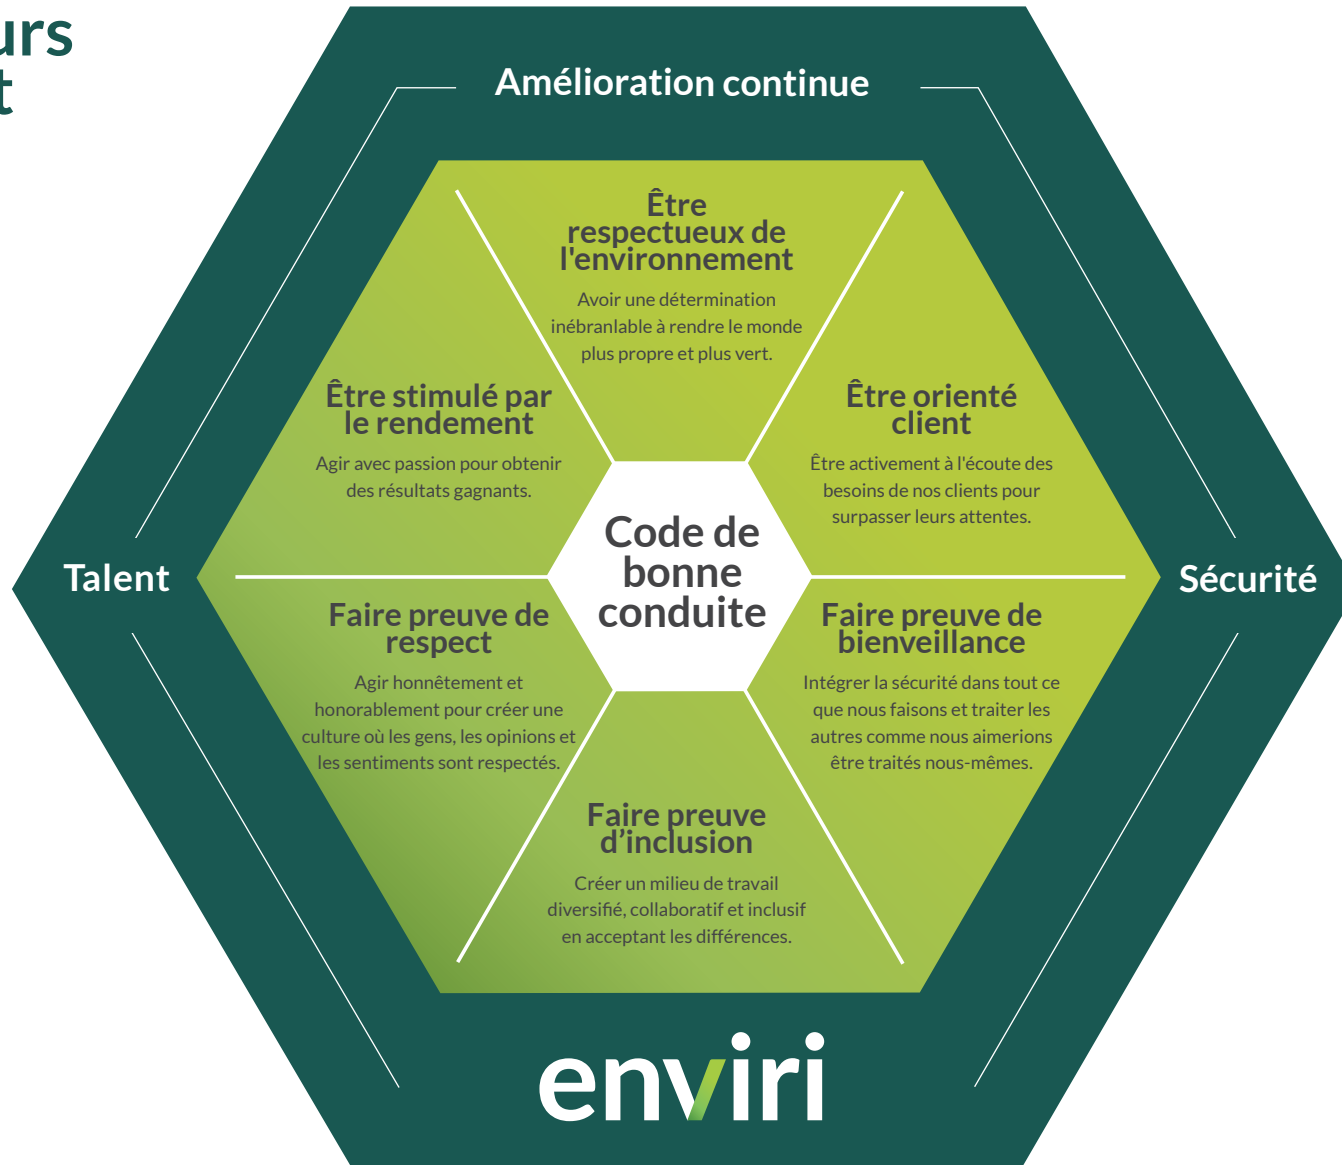 urs
t
Amélioration continue
Être
respectueux de
l'environnement
Avoir une détermination
inébranlable à rendre le monde
plus propre et plus vert.
Être stimulé par
le rendement
Agir avec passion pour obtenir
des résultats gagnants.
Être orienté
client
Être activement à l'écoute des
besoins de nos clients pour
surpasser leurs attentes.
Code de
bonne
conduite
Talent
Sécurité
Faire preuve de
respect
Agir honnêtement et
honorablement pour créer une
culture où les gens, les opinions et
les sentiments sont respectés.
Faire preuve de
bienveillance
Intégrer la sécurité dans tout ce
que nous faisons et traiter les
autres comme nous aimerions
être traités nous-mêmes.
Faire preuve
d’inclusion
Créer un milieu de travail
diversifié, collaboratif et inclusif
en acceptant les différences.
enviri